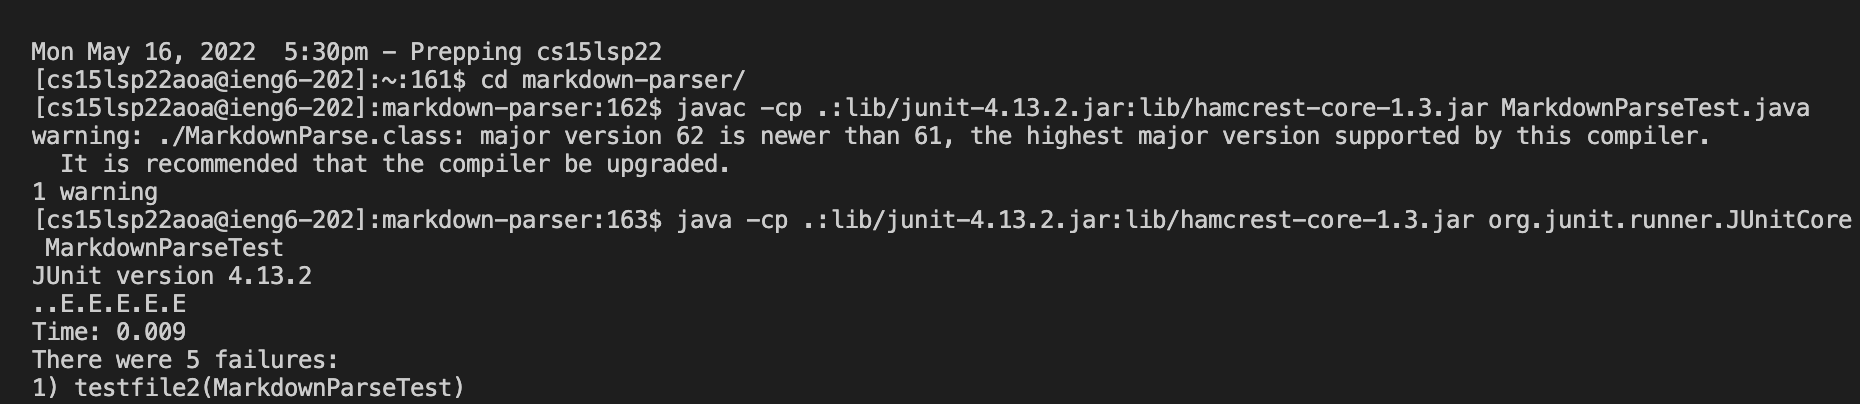 Mon May 16, 2022  5:30pm - Prepping cs15lsp22
[cs15lsp22aoa@ieng6-202]:~:161$ cd markdown-parser/
[cs15lsp22aoa@ieng6-202]:markdown-parser:162$ javac -cp .:lib/junit-4.13.2.jar:lib/hamcrest-core-1.3.jar MarkdownParseTest.java
warning: ./MarkdownParse.class: major version 62 is newer than 61, the highest major version supported by this compiler.
  It is recommended that the compiler be upgraded.
1 warning
[cs15lsp22aoa@ieng6-202]:markdown-parser:163$ java -cp .:lib/junit-4.13.2.jar:lib/hamcrest-core-1.3.jar org.junit.runner.JUnitCore
 MarkdownParseTest
JUnit version 4.13.2
..E.E.E.E.E
Time: 0.009
There were 5 failures:
1) testfile2(MarkdownParseTest)